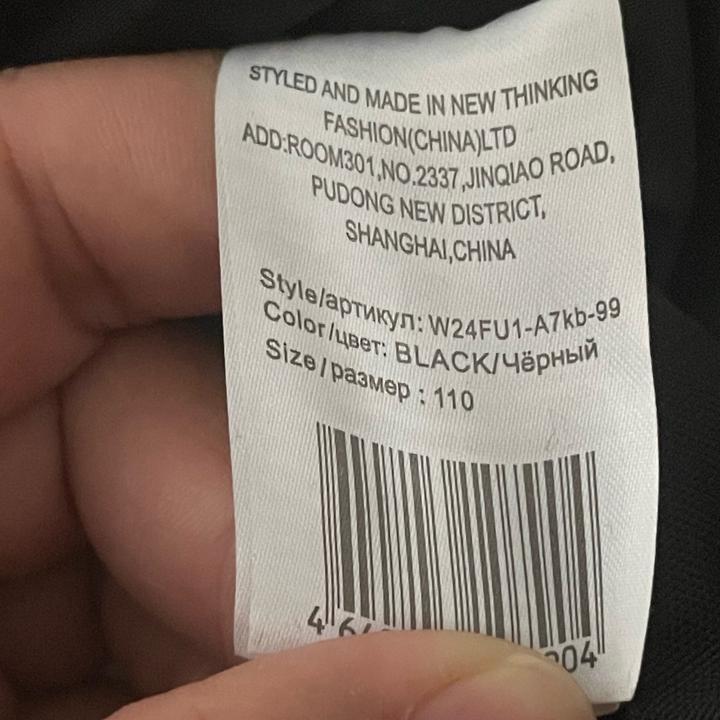 STYLED AND MADE IN NEW THINKING
FASHION(CHINA)LTD
ADD:ROOM301,NO.2337,JINQIAO ROAD,
PUDONG NEW DISTRICT,
SHANGHAI,CHINA
Style/артикул: W24FU1-A7kb-99
Color/цвет: BLACK/Чёрный
Size/размер : 110